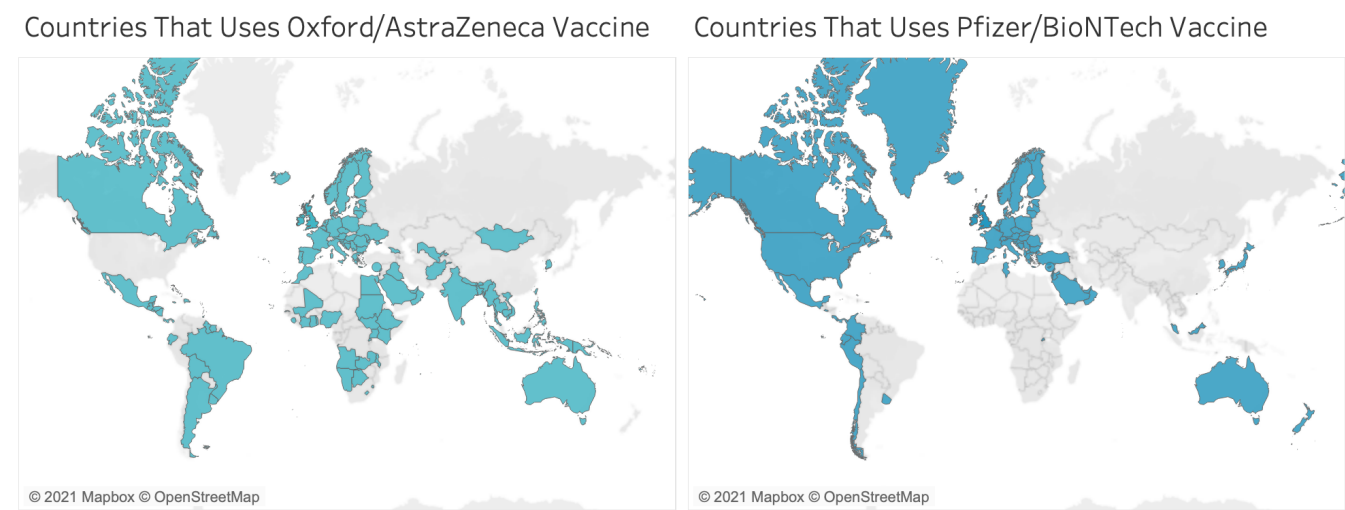 Countries That Uses Oxford/AstraZeneca Vaccine
Countries That Uses Pfizer/BioNTech Vaccine
© 2021 Mapbox © OpenStreetMap
© 2021 Mapbox © OpenStreetMap